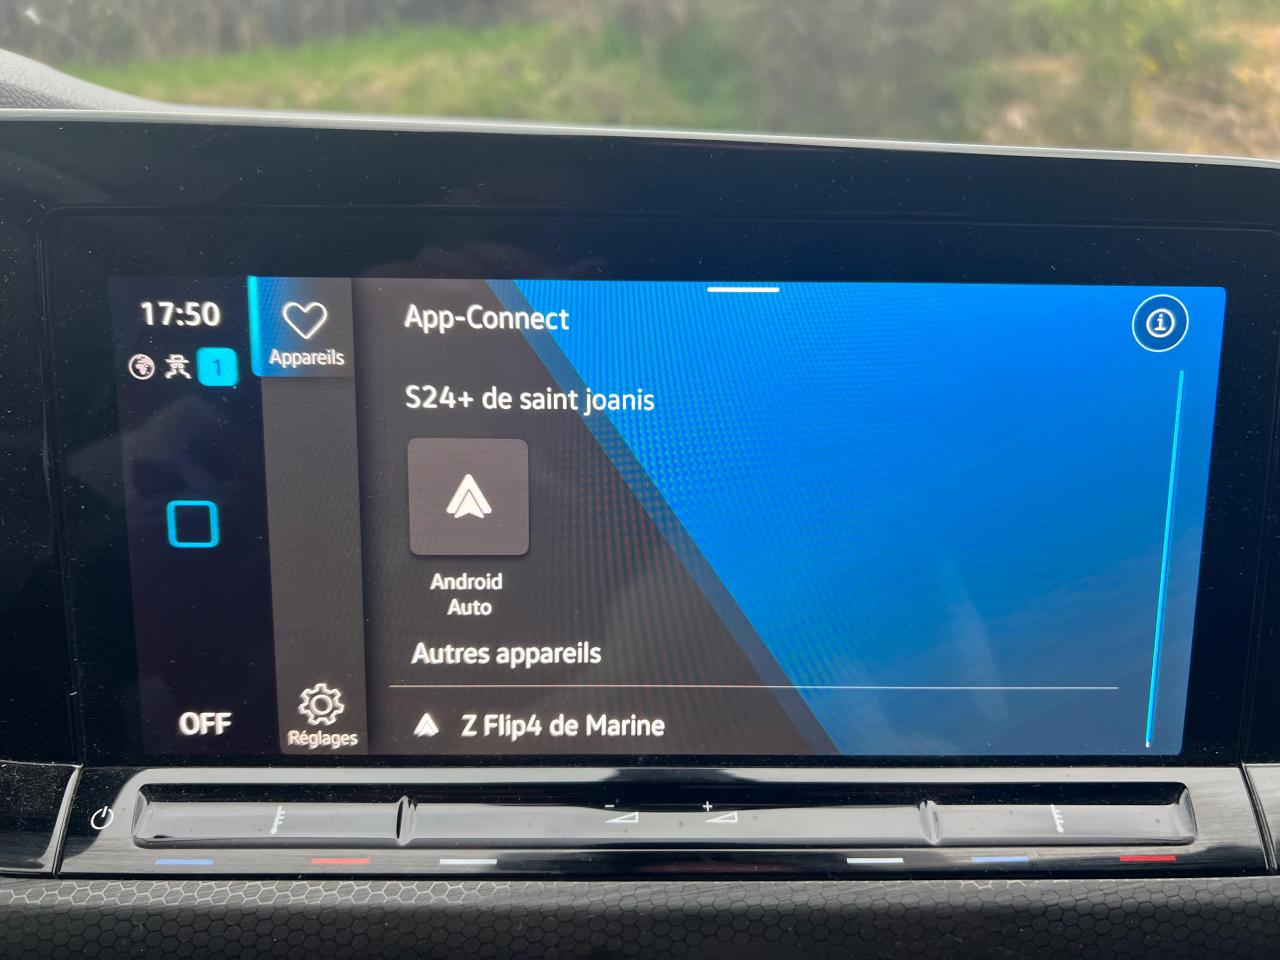 17:50
1
Appareils
App-Connect
S24+ de saint joanis
Android
Auto
Autres appareils
Z Flip4 de Marine
OFF
Réglages